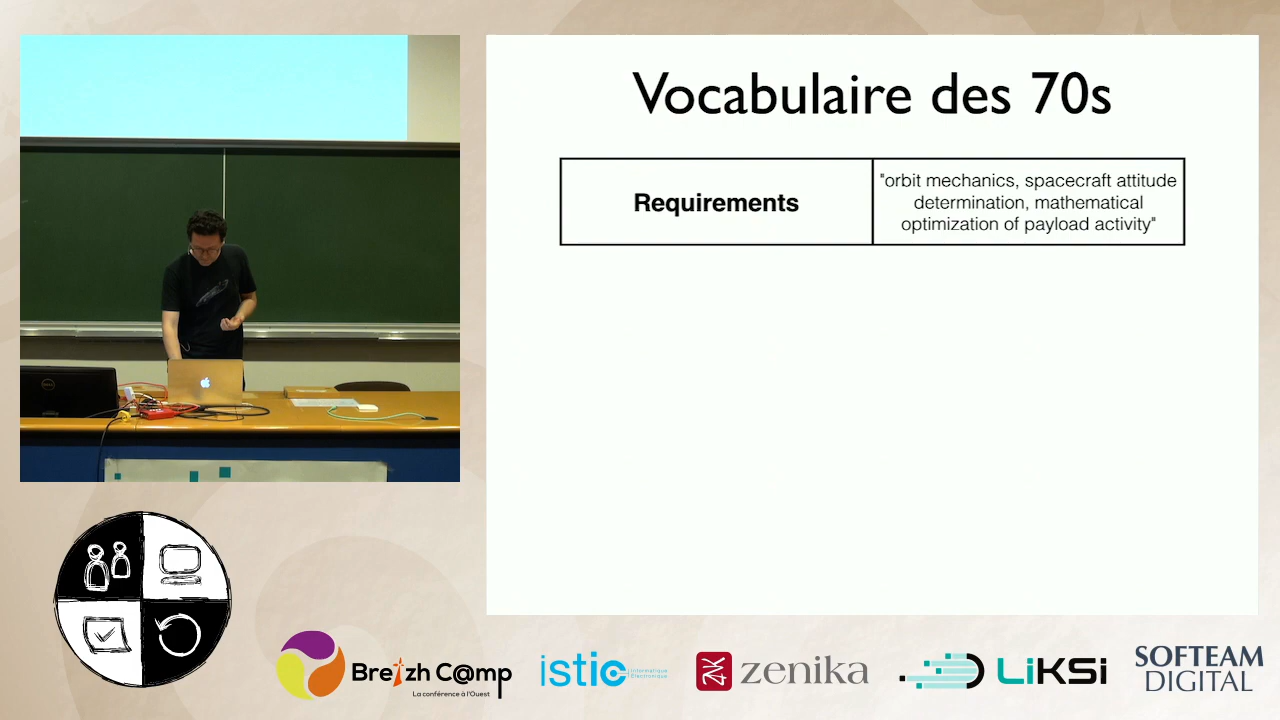 Vocabulaire des 70s
Requirements
"orbit mechanics, spacecraft attitude
determination, mathematical
optimization of payload activity"
Breizh C@mp
La conférence à l'Ouest
istic
Informatique
Électronique
zenika
LiKSi
SOFTEAM
DIGITAL